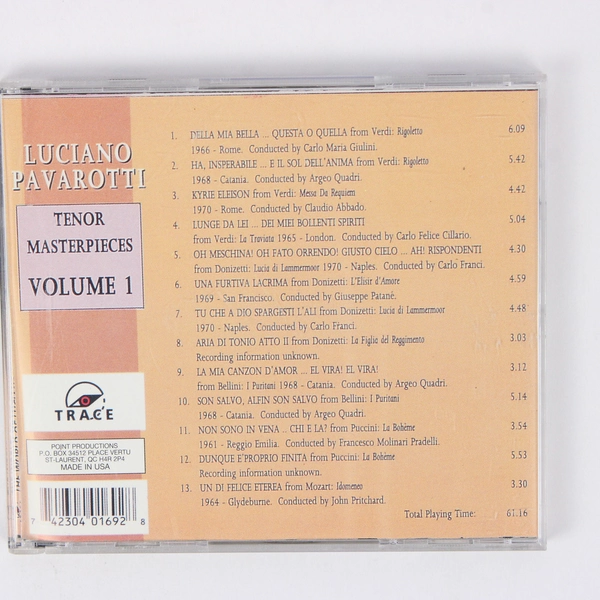 LUCIANO
PAVAROTTI
TENOR
MASTERPIECES
VOLUME 1
1. DELLA MIA BELLA ... QUESTA O QUELLA from Verdi: Rigoletto 6.09
1966 - Rome. Conducted by Carlo Maria Giulini.
2. HA, INSPERABILE ... E IL SOL DELL'ANIMA from Verdi: Rigoletto 5.42
1968 - Catania. Conducted by Argeo Quadri.
3. KYRIE ELEISON from Verdi: Messa Da Requiem 4.42
1970 - Rome. Conducted by Claudio Abbado.
4. LUNGE DA LEI ... DEI MIEI BOLLENTI SPIRITI 5.04
from Verdi: La Traviata 1965 - London. Conducted by Carlo Felice Cillario.
5. OH MESCHINA! OH FATO ORRENDO! GIUSTO CIELO ... AH! RISPONDENTI 4.30
from Donizetti: Lucia di Lammermoor 1970 - Naples. Conducted by Carlo Franci.
6. UNA FURTIVA LACRIMA from Donizetti: L'Elisir d'Amore 4.59
1969 - San Francisco. Conducted by Giuseppe Patanè.
7. TU CHE A DIO SPARGESTI L'ALI from Donizetti: Lucia di Lammermoor 4.48
1970 - Naples. Conducted by Carlo Franci.
8. ARIA DI TONIO ATTO II from Donizetti: La Figlia del Reggimento 3.03
Recording information unknown.
9. LA MIA CANZON D'AMOR ... EL VIRA! EL VIRA! 3.12
from Bellini: I Puritani 1968 - Catania. Conducted by Argeo Quadri.
10. SON SALVO, ALFIN SON SALVO from Bellini: I Puritani 5.14
1968 - Catania. Conducted by Argeo Quadri.
11. NON SONO IN VENA .. CHI E LA? from Puccini: La Bohème 3.54
1961 - Reggio Emilia. Conducted by Francesco Molinari Pradelli.
12. DUNQUE E'PROPRIO FINITA from Puccini: La Bohème 5.53
Recording information unknown.
13. UN DI FELICE ETEREA from Mozart: Idomeneo 3.30
1964 - Glydeburne. Conducted by John Pritchard.
Total Playing Time: 61.16
TRACE
POINT PRODUCTIONS
P.O. BOX 34512 PLACE VERTU
ST-LAURENT, QC H4R 2P4
MADE IN USA
7 42304 01692 8